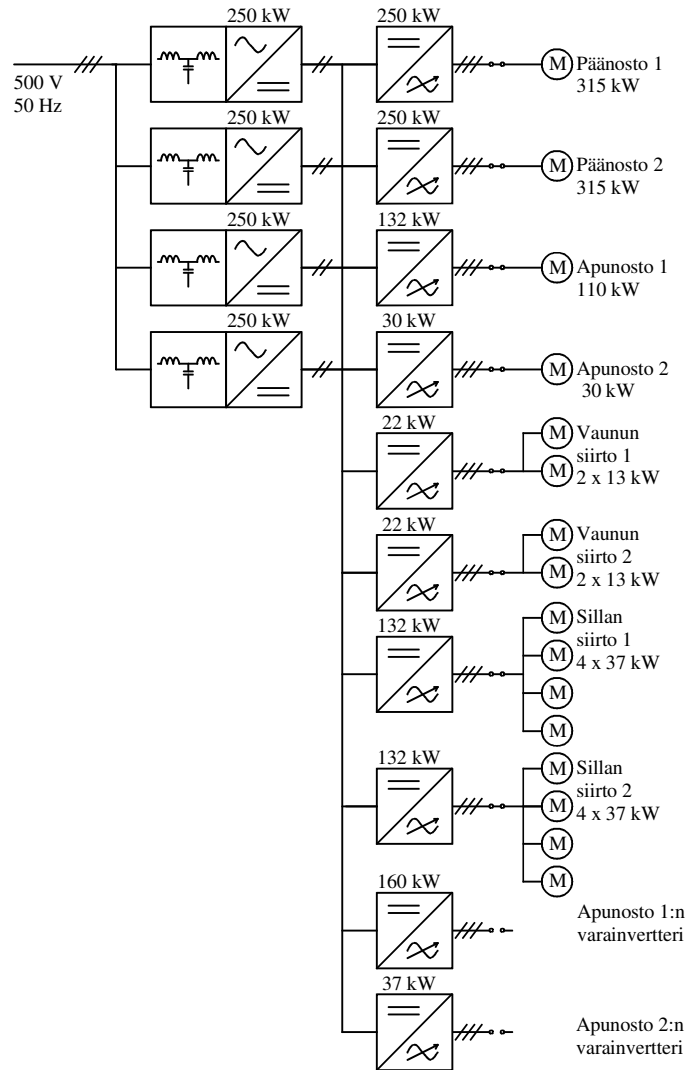 250 kW
250 kW
500 V
50 Hz
M
Päänosto 1
315 kW
250 kW
250 kW
M
Päänosto 2
315 kW
250 kW
132 kW
M
Apunosto 1
110 kW
250 kW
30 kW
M
Apunosto 2
30 kW
22 kW
M
Vaunun
siirto 1
M
2 x 13 kW
22 kW
M
Vaunun
siirto 2
M
2 x 13 kW
132 kW
M
Sillan
siirto 1
M
4 x 37 kW
M
M
132 kW
M
Sillan
siirto 2
M
4 x 37 kW
M
M
160 kW
Apunosto 1:n
varainvertteri
37 kW
Apunosto 2:n
varainvertteri